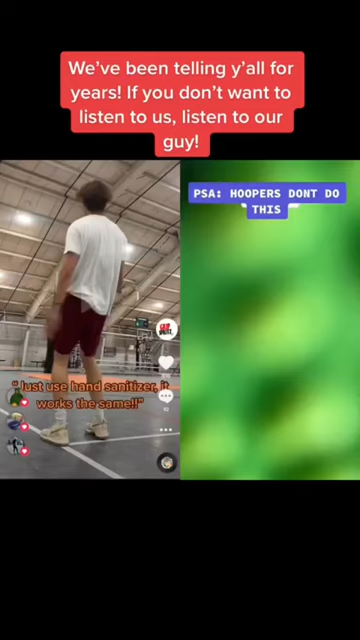 We've been telling y'all for
years! If you don't want to
listen to us, listen to our
guy!
PSA: HOOPERS DONT DO
THIS
"Just use hand sanitizer, it
works the same!!"